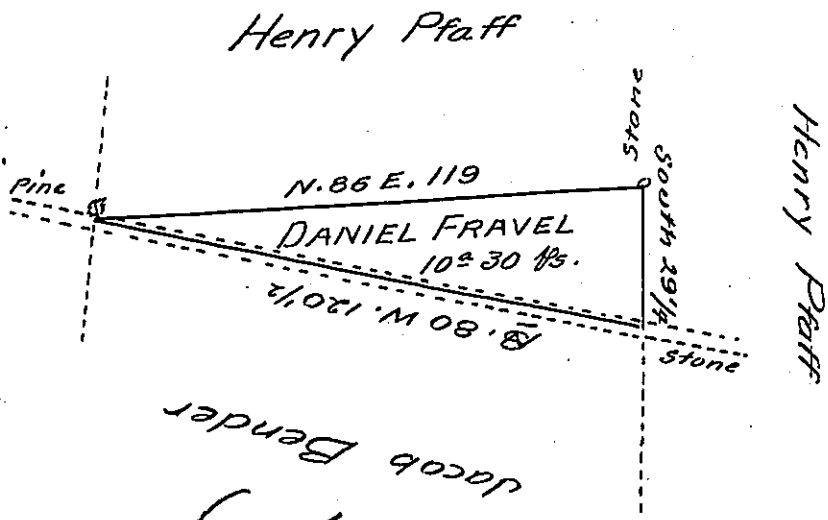 Henry Pfaff
Stone
South 29 1/4
Henry Pfaff
Pine
N. 86 E. 119
DANIEL FRAVEL
10ª 30 ps.
80 W. 120 1/2
Stone
Jacob Bender